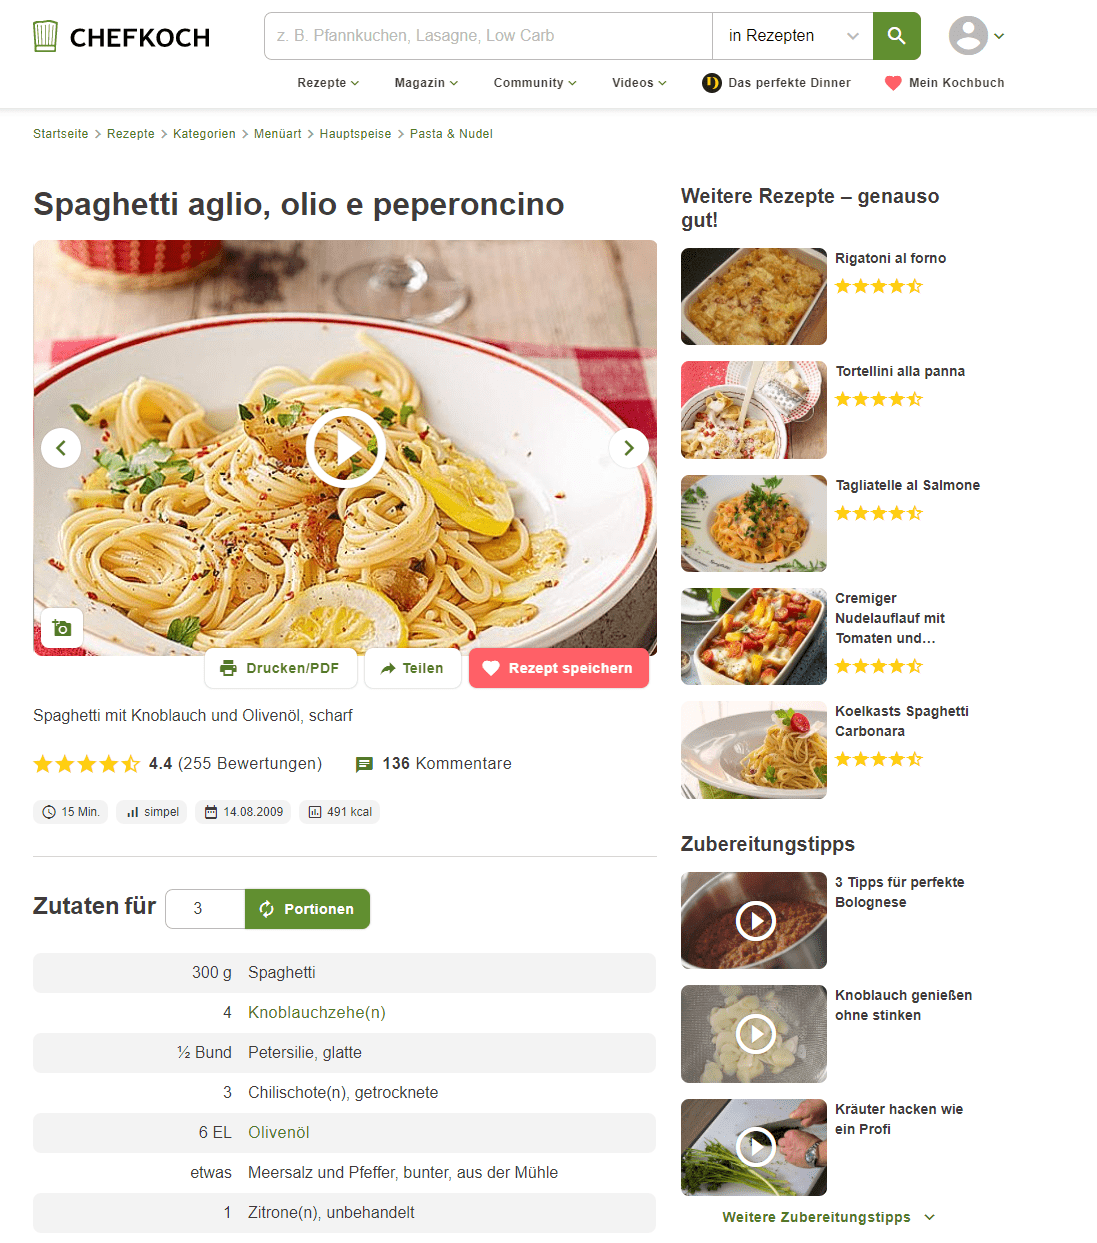 CHEFKOCH
z. B. Pfannkuchen, Lasagne, Low Carb
in Rezepten
Rezepte
Magazin
Community
Videos
Das perfekte Dinner
Mein Kochbuch
Startseite > Rezepte > Kategorien > Menüart > Hauptspeise > Pasta & Nudel
Spaghetti aglio, olio e peperoncino
Drucken/PDF
Teilen
Rezept speichern
Spaghetti mit Knoblauch und Olivenöl, scharf
4.4 (255 Bewertungen)
136 Kommentare
15 Min.
simpel
14.08.2009
491 kcal
Zutaten für
3
Portionen
300 g Spaghetti
4 Knoblauchzehe(n)
½ Bund Petersilie, glatte
3 Chilischote(n), getrocknete
6 EL Olivenöl
etwas Meersalz und Pfeffer, bunter, aus der Mühle
1 Zitrone(n), unbehandelt
Weitere Rezepte – genauso
gut!
Rigatoni al forno
Tortellini alla panna
Tagliatelle al Salmone
Cremiger
Nudelauflauf mit
Tomaten und...
Koelkasts Spaghetti
Carbonara
Zubereitungstipps
3 Tipps für perfekte
Bolognese
Knoblauch genießen
ohne stinken
Kräuter hacken wie
ein Profi
Weitere Zubereitungstipps